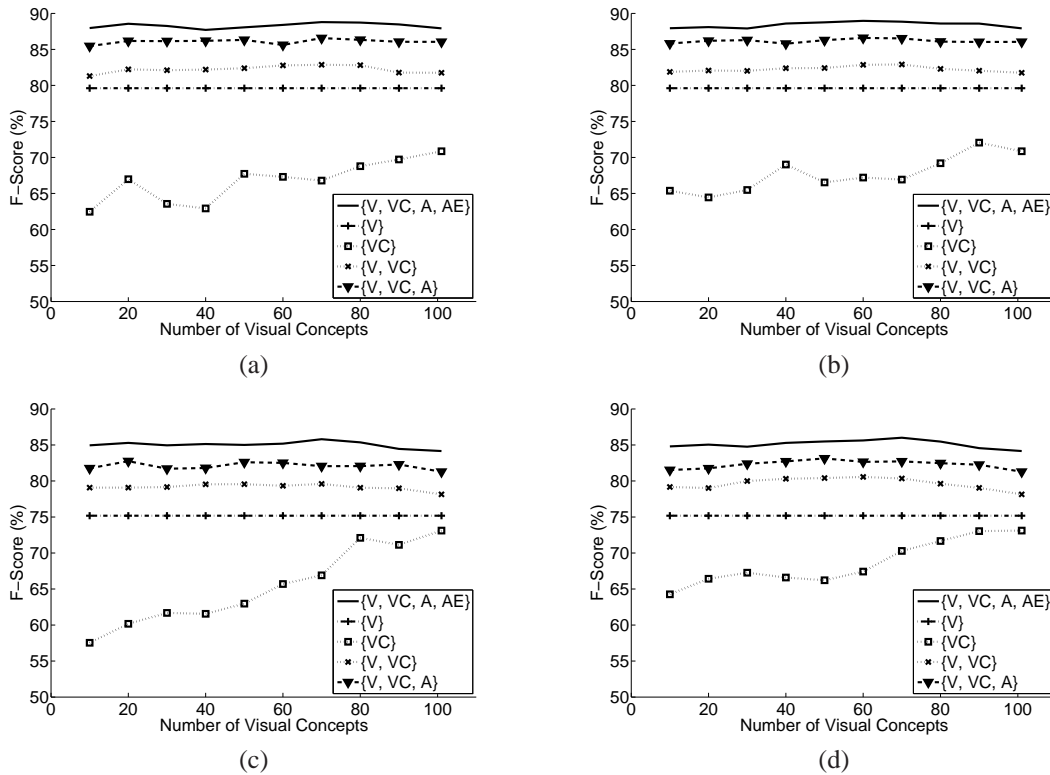 90
85
80
75
70
65
60
55
50
F−Score (%)
0 20 40 60 80 100
Number of Visual Concepts
{V, VC, A, AE}
{V}
{VC}
{V, VC}
{V, VC, A}
(a)
90
85
80
75
70
65
60
55
50
F−Score (%)
0 20 40 60 80 100
Number of Visual Concepts
{V, VC, A, AE}
{V}
{VC}
{V, VC}
{V, VC, A}
(b)
90
85
80
75
70
65
60
55
50
F−Score (%)
0 20 40 60 80 100
Number of Visual Concepts
{V, VC, A, AE}
{V}
{VC}
{V, VC}
{V, VC, A}
(c)
90
85
80
75
70
65
60
55
50
F−Score (%)
0 20 40 60 80 100
Number of Visual Concepts
{V, VC, A, AE}
{V}
{VC}
{V, VC}
{V, VC, A}
(d)